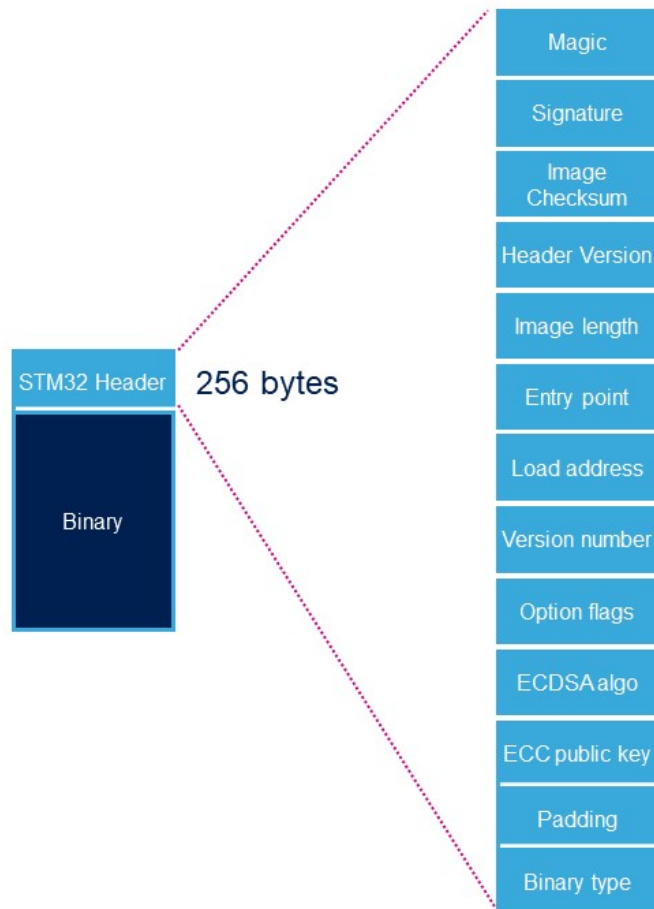 Magic
Signature
Image
Checksum
Header Version
Image length
STM32 Header
256 bytes
Entry point
Load address
Binary
Version number
Option flags
ECDSA algo
ECC public key
Padding
Binary type